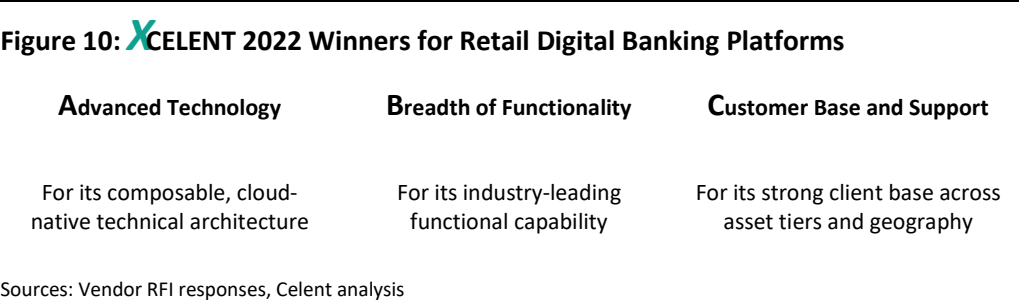 Figure 10: XCELENT 2022 Winners for Retail Digital Banking Platforms
Advanced Technology
Breadth of Functionality
Customer Base and Support
For its composable, cloud-
native technical architecture
For its industry-leading
functional capability
For its strong client base across
asset tiers and geography
Sources: Vendor RFI responses, Celent analysis